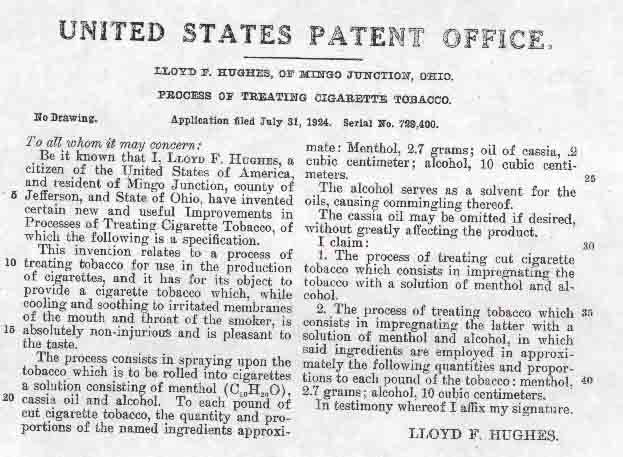 UNITED STATES PATENT OFFICE.
LLOYD F. HUGHES, OF MINGO JUNCTION, OHIO.
PROCESS OF TREATING CIGARETTE TOBACCO.
No Drawing. Application filed July 31, 1924. Serial No. 729,400.
To all whom it may concern:
Be it known that I, LLOYD F. HUGHES, a
citizen of the United States of America,
and resident of Mingo Junction, county of
5 Jefferson, and State of Ohio, have invented
certain new and useful Improvements in
Processes of Treating Cigarette Tobacco, of
which the following is a specification.
This invention relates to a process of
10 treating tobacco for use in the production
of cigarettes, and it has for its object to
provide a cigarette tobacco which, while
cooling and soothing to irritated membranes
of the mouth and throat of the smoker, is
15 absolutely non-injurious and is pleasant to
the taste.
The process consists in spraying upon the
tobacco which is to be rolled into cigarettes
a solution consisting of menthol (C₁₀H₂₀O),
20 cassia oil and alcohol. To each pound of
cut cigarette tobacco, the quantity and pro-
portions of the named ingredients approxi-
mate: Menthol, 2.7 grams; oil of cassia, .2
cubic centimeter; alcohol, 10 cubic centi-
meters. 25
The alcohol serves as a solvent for the
oils, causing commingling thereof.
The cassia oil may be omitted if desired,
without greatly affecting the product.
I claim: 30
1. The process of treating cut cigarette
tobacco which consists in impregnating the
tobacco with a solution of menthol and al-
cohol.
2. The process of treating tobacco which 35
consists in impregnating the latter with a
solution of menthol and alcohol, in which
said ingredients are employed in approxi-
mately the following quantities and propor-
tions to each pound of the tobacco: menthol, 40
2.7 grams; alcohol, 10 cubic centimeters.
In testimony whereof I affix my signature.
LLOYD F. HUGHES.